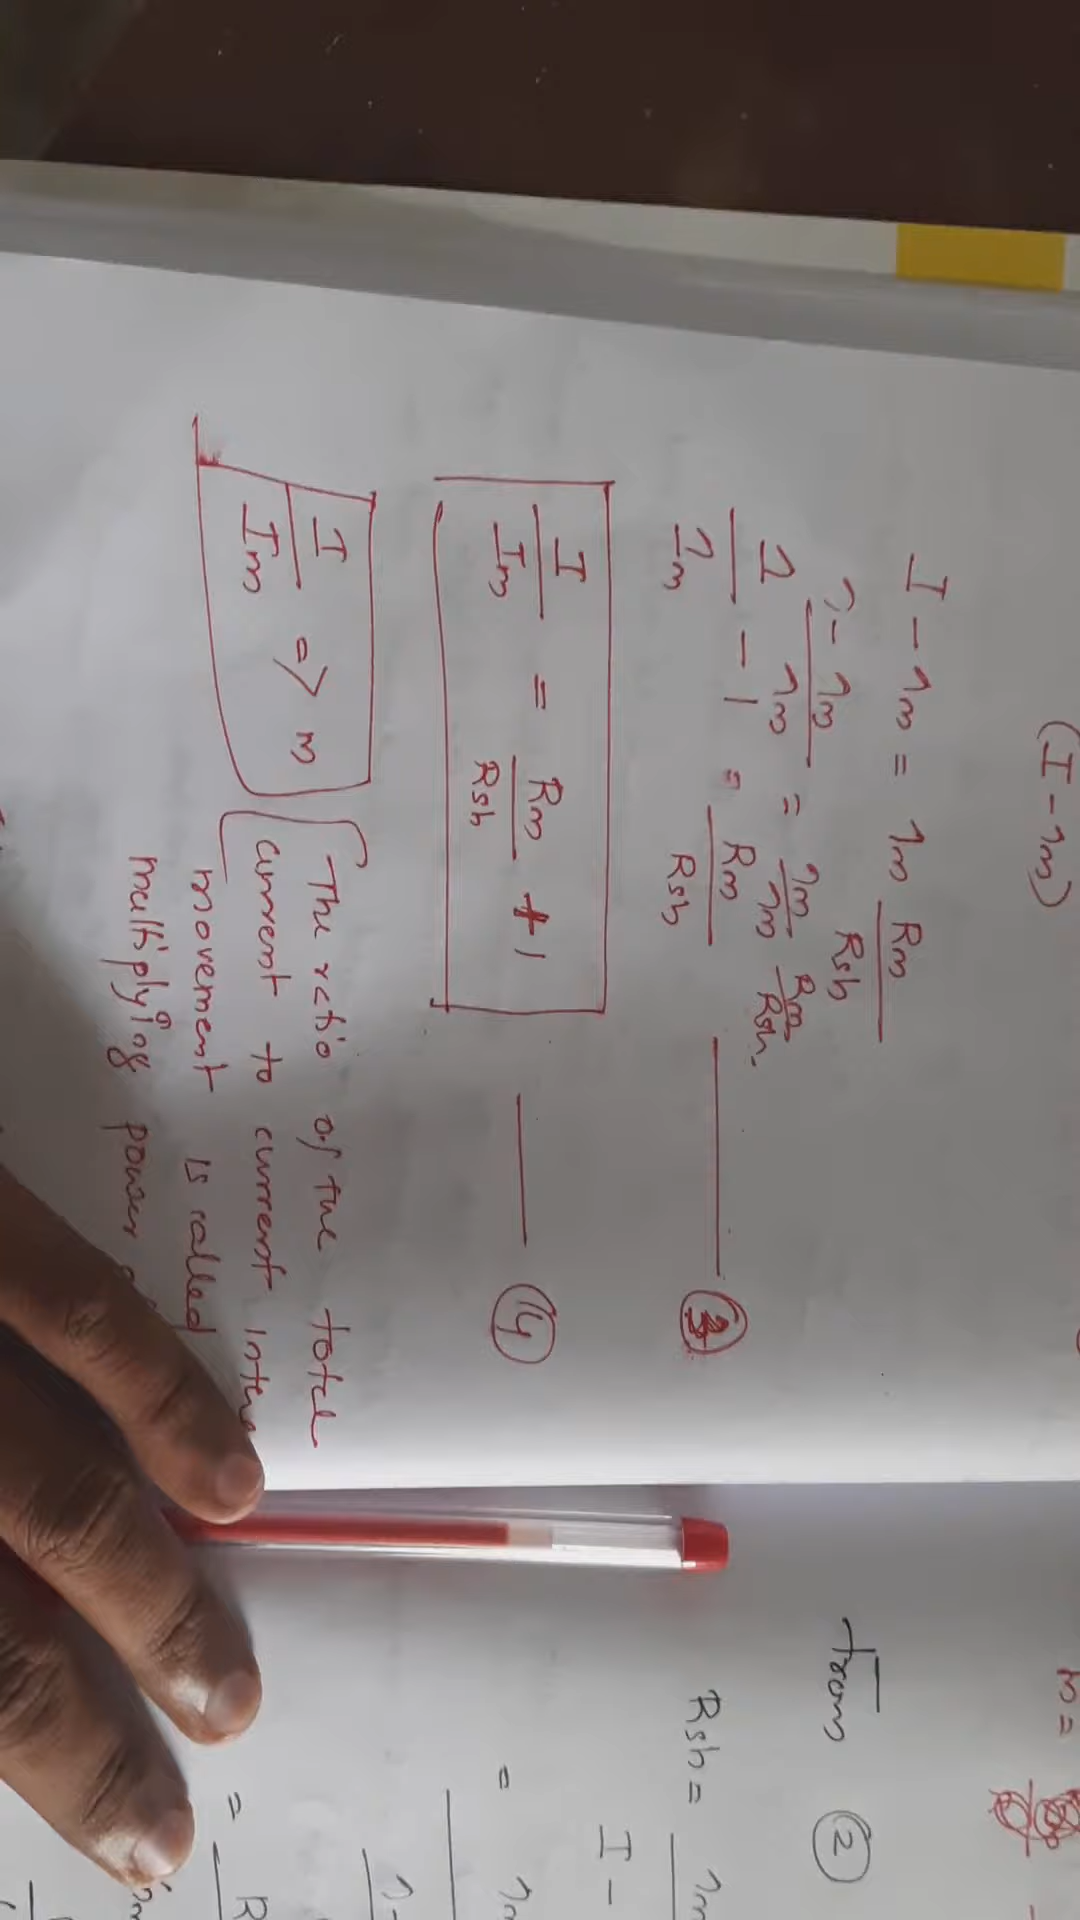 (I - Im)
I - Im = Im Rm / Rsh
I - Im / Im = Im / Im Rm / Rsh.
I / Im - 1 = Rm / Rsh ③
I / Im = Rm / Rsh + 1 ④
I / Im => m
The ratio of the total
current to current
movement is called
multiplying power
m =
From ②
Rsh = Im
I -
=
=